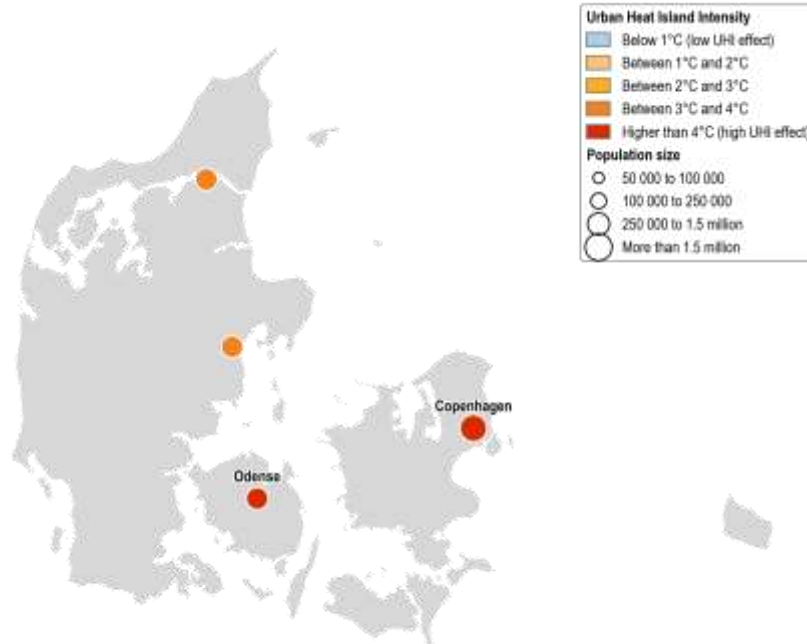 Urban Heat Island Intensity
Below 1°C (low UHI effect)
Between 1°C and 2°C
Between 2°C and 3°C
Between 3°C and 4°C
Higher than 4°C (high UHI effect)
Population size
50 000 to 100 000
100 000 to 250 000
250 000 to 1.5 million
More than 1.5 million
Copenhagen
Odense